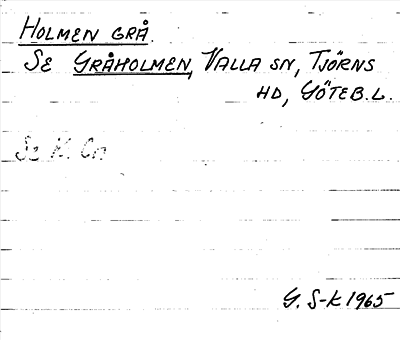 HOLMEN GRÅ.
SE GRÅHOLMEN, VALLA SN, TJÖRNS
HD, GÖTEB.L.
G. S-K 1965